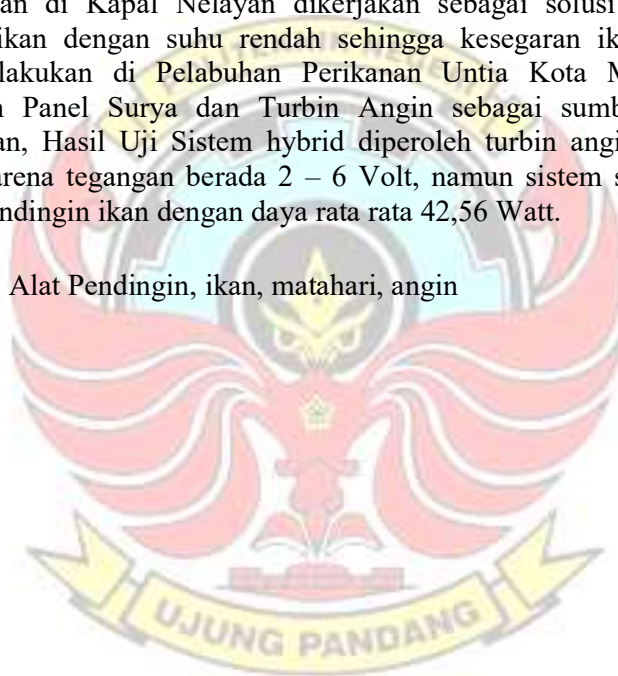 an di Kapal Nelayan dikerjakan sebagai solusi
ikan dengan suhu rendah sehingga kesegaran ik
lakukan di Pelabuhan Perikanan Untia Kota M
n Panel Surya dan Turbin Angin sebagai sumb
an, Hasil Uji Sistem hybrid diperoleh turbin angi
arena tegangan berada 2 – 6 Volt, namun sistem s
ndingin ikan dengan daya rata rata 42,56 Watt.
Alat Pendingin, ikan, matahari, angin
UJUNG PANDANG